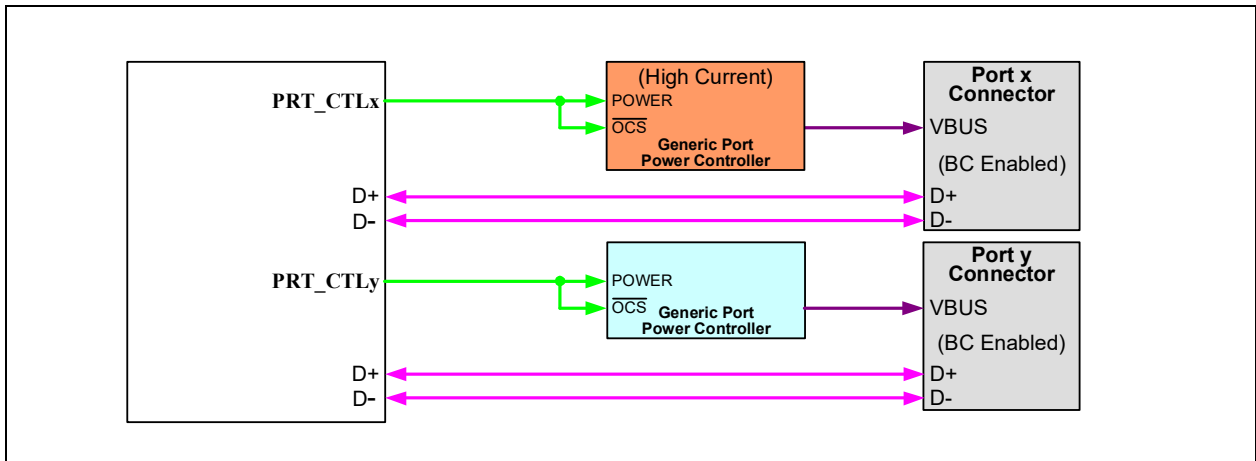 (High Current)
PRT_CTLx
POWER
OCS
Generic Port
Power Controller
Port x
Connector
VBUS
(BC Enabled)
D+
D-
D+
D-
PRT_CTLy
POWER
OCS
Generic Port
Power Controller
Port y
Connector
VBUS
(BC Enabled)
D+
D-
D+
D-